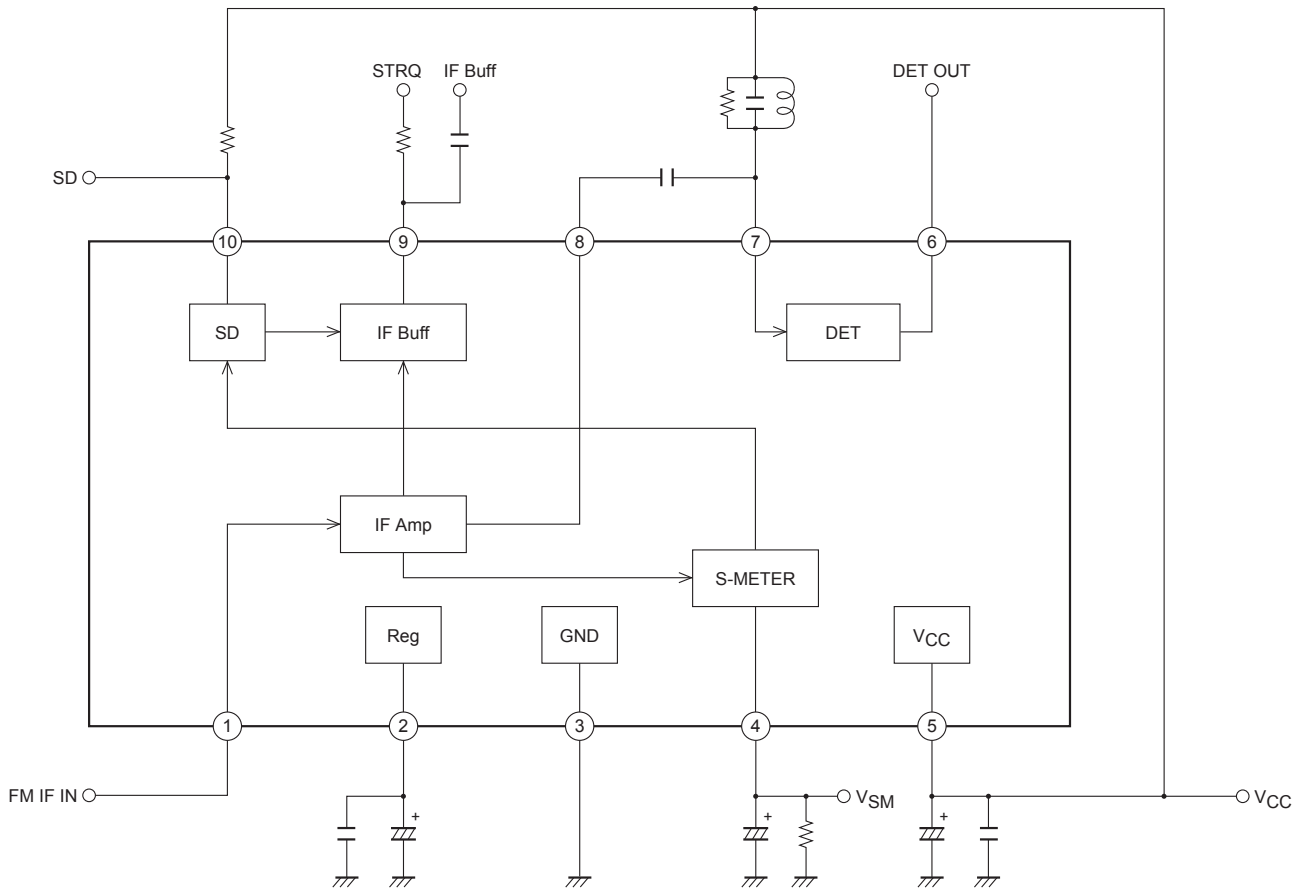 STRQ IF Buff DET OUT
SD
10 9 8 7 6
SD IF Buff DET
IF Amp
S-METER
Reg GND VCC
1 2 3 4 5
FM IF IN VSM VCC
+ + +